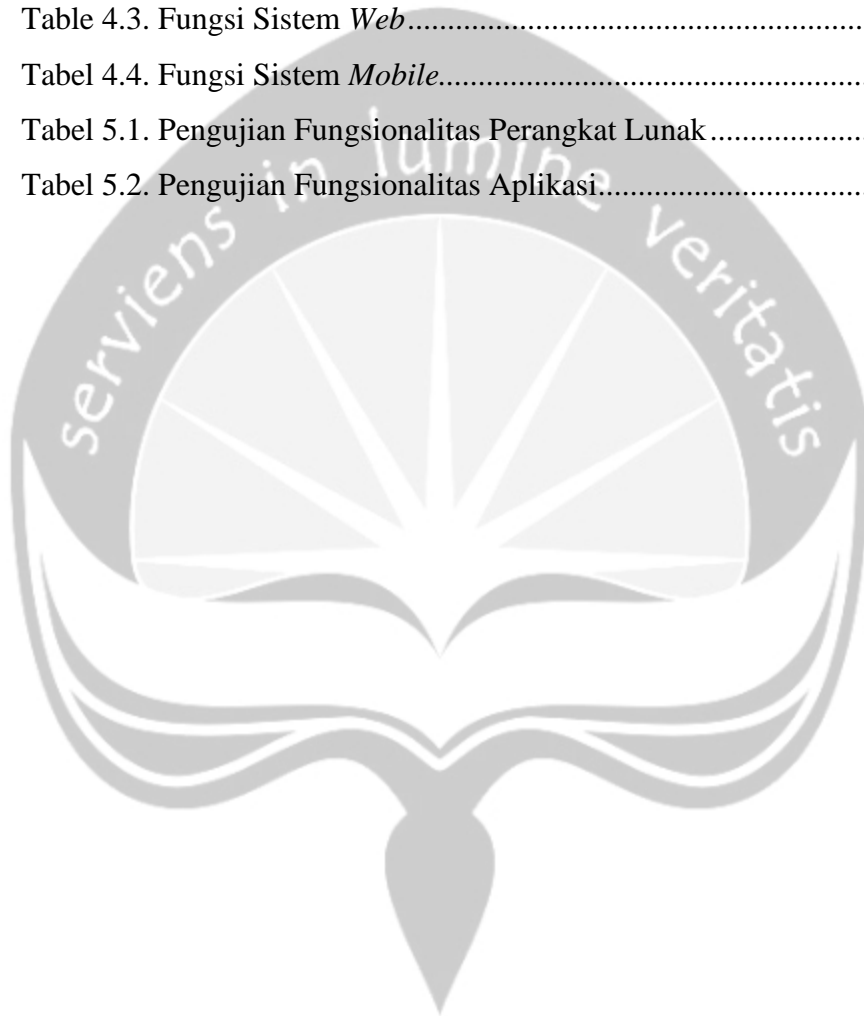 Table 4.3. Fungsi Sistem Web......................................................................
Tabel 4.4. Fungsi Sistem Mobile.................................................................
Tabel 5.1. Pengujian Fungsionalitas Perangkat Lunak......................
Tabel 5.2. Pengujian Fungsionalitas Aplikasi.....................................
serviens in lumine veritatis